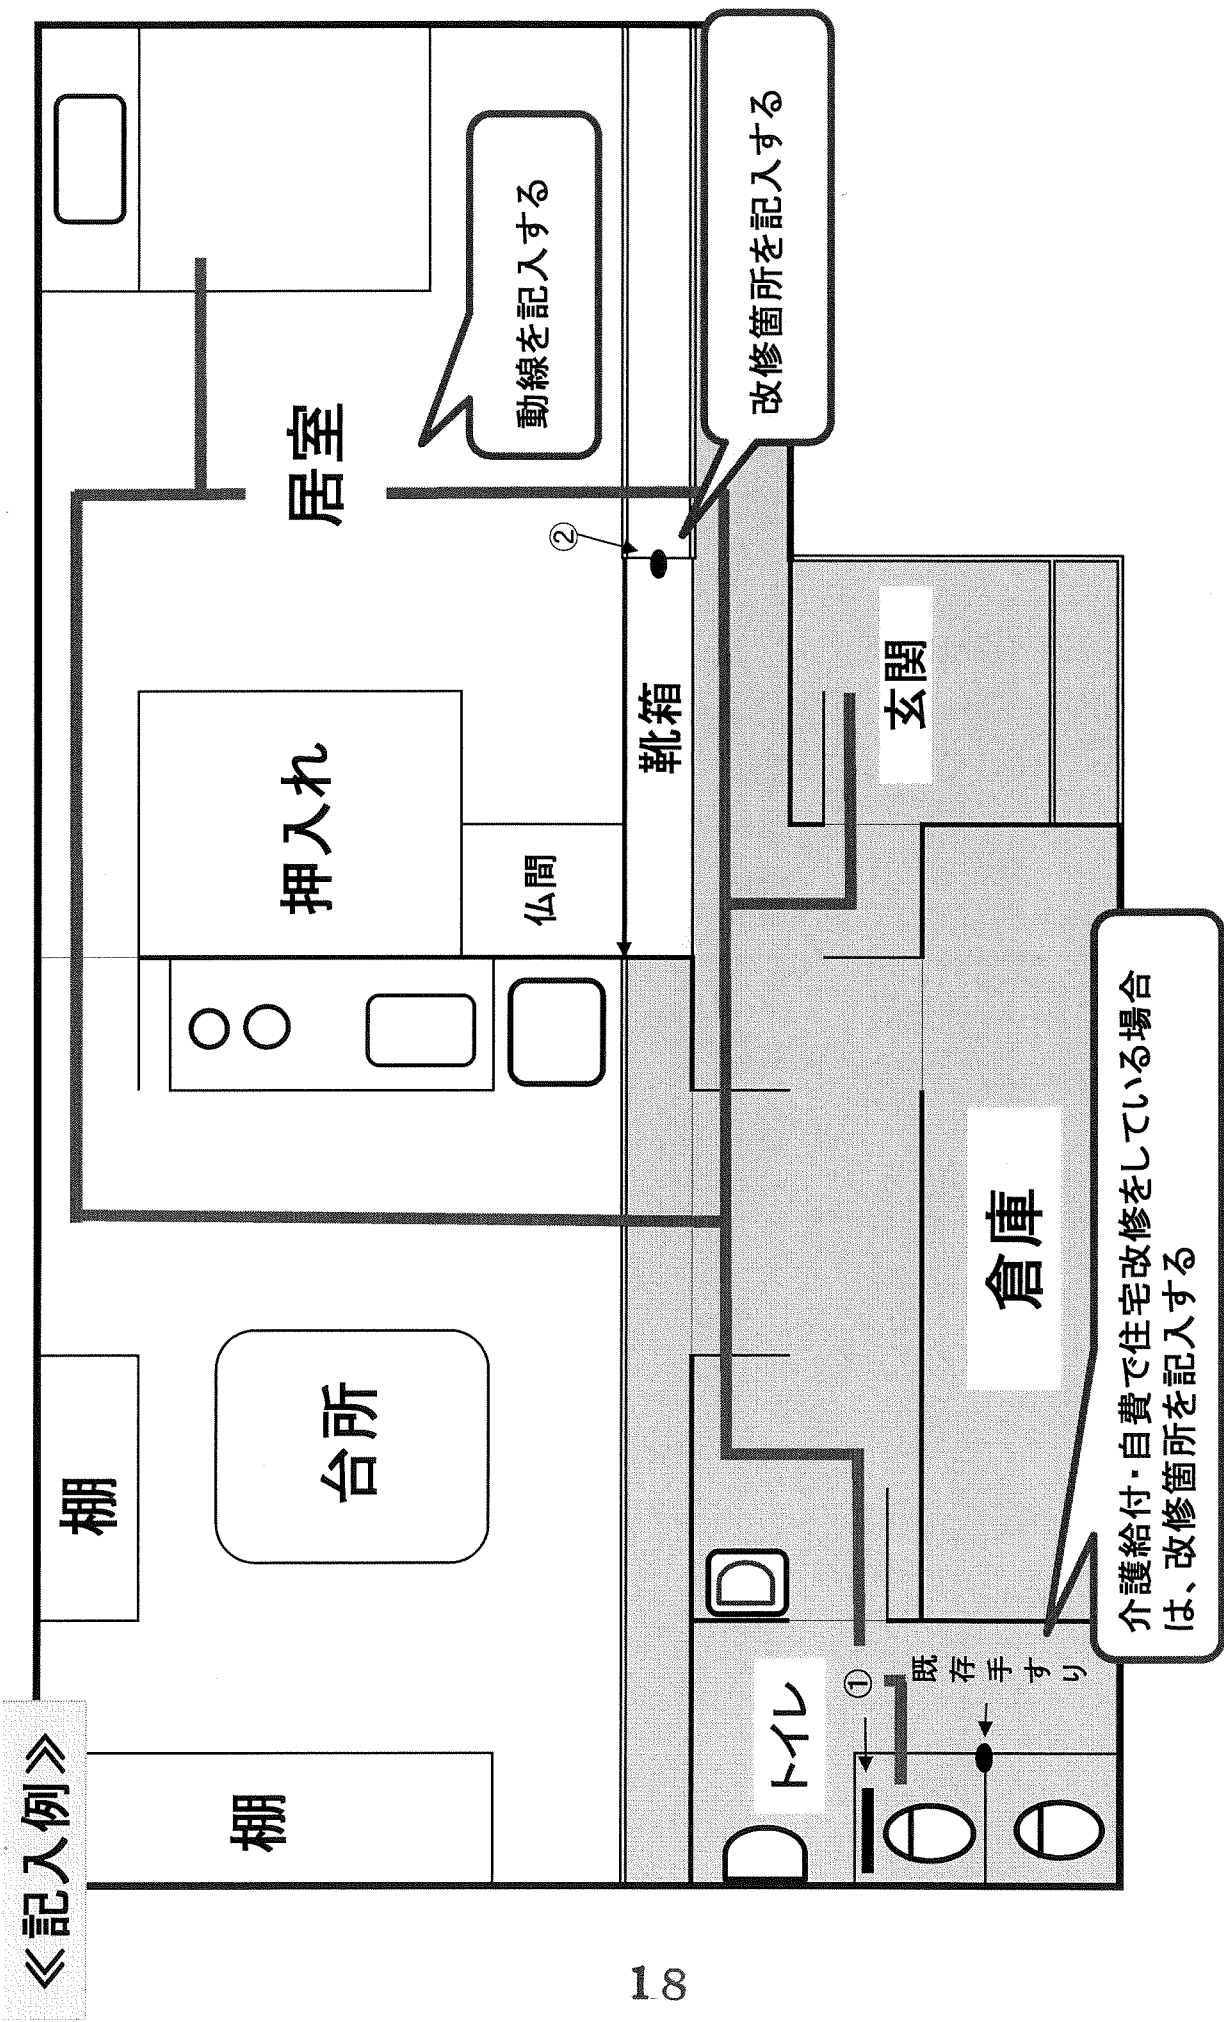 ≪記入例≫
棚
棚
台所
押入れ
仏間
居室
動線を記入する
②
改修箇所を記入する
靴箱
玄関
倉庫
トイレ
①
既存手すり
介護給付・自費で住宅改修をしている場合
は、改修箇所を記入する
18